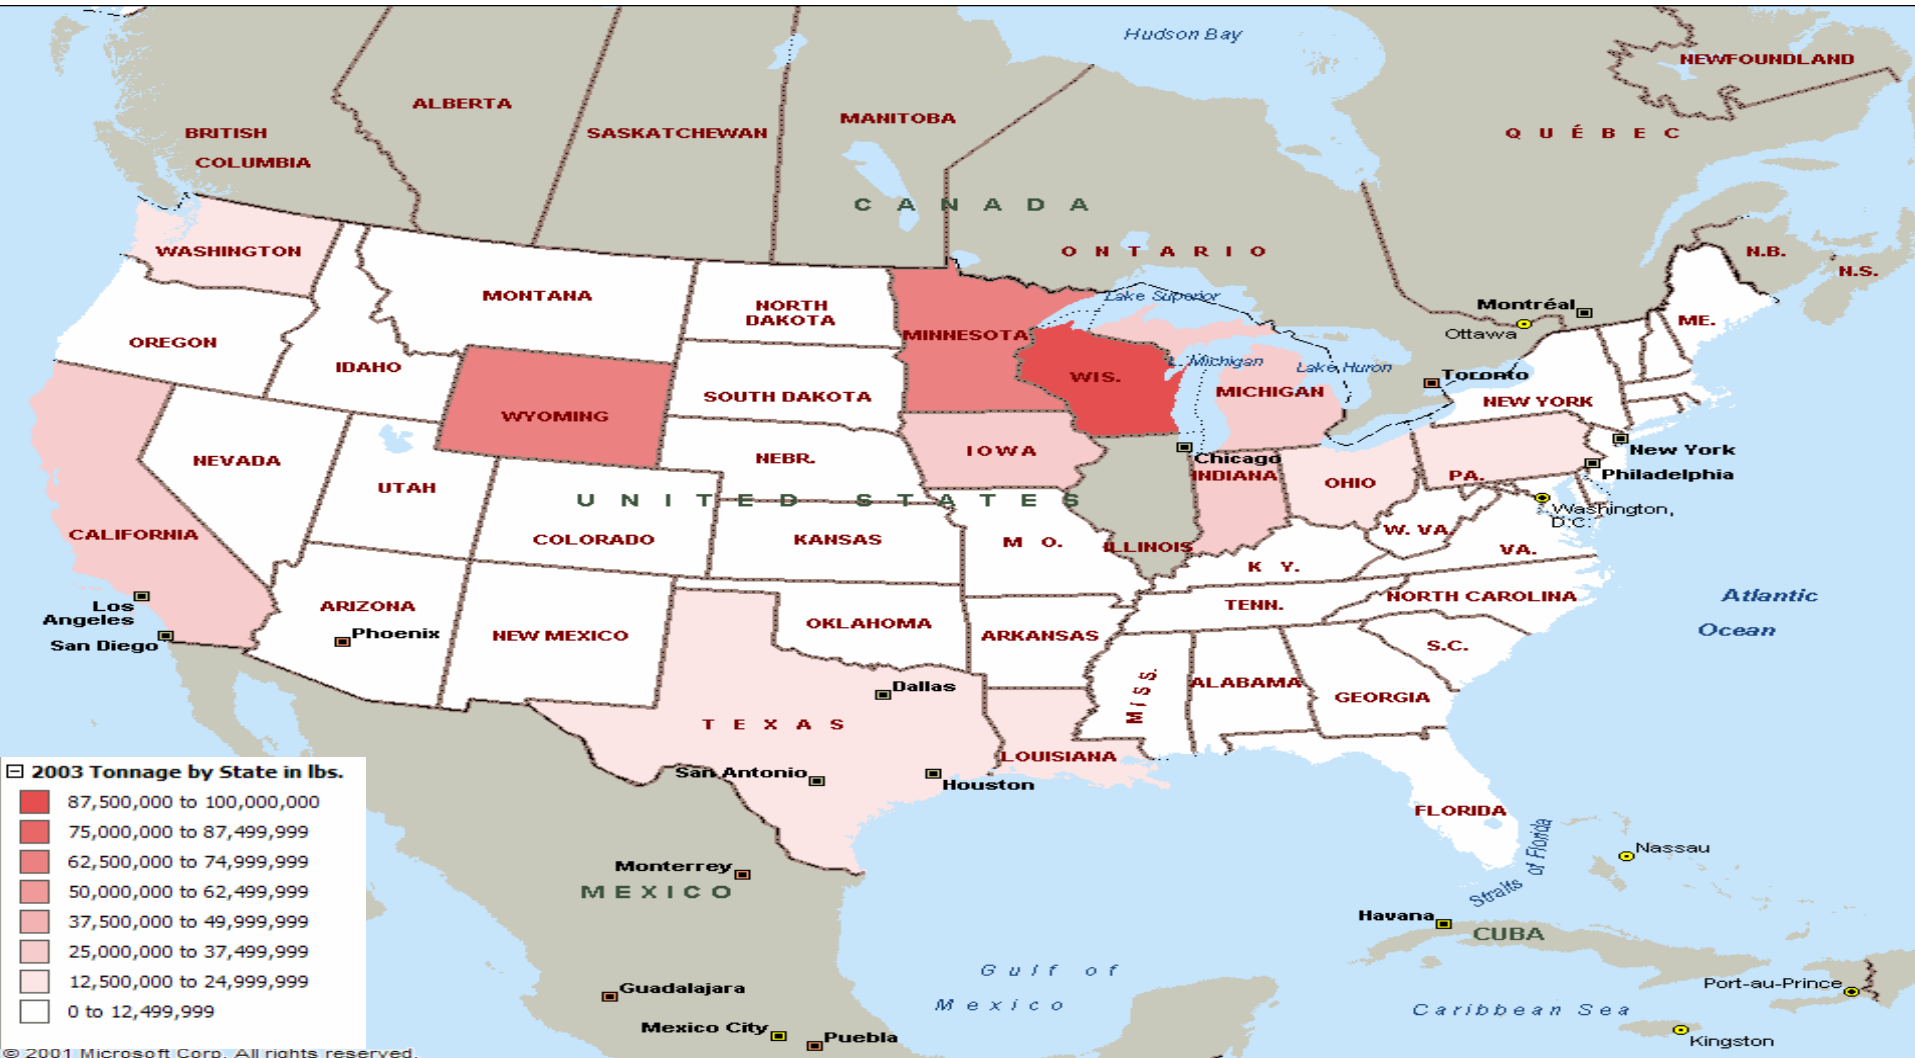 Hudson Bay
NEWFOUNDLAND
ALBERTA
MANITOBA
BRITISH
COLUMBIA
SASKATCHEWAN
QUÉBEC
CANADA
ONTARIO
N.B.
N.S.
WASHINGTON
MONTANA
NORTH
DAKOTA
MINNESOTA
Lake Superior
Montréal
Ottawa
ME.
OREGON
IDAHO
WYOMING
SOUTH DAKOTA
WIS.
L. Michigan
Lake Huron
MICHIGAN
Toronto
NEW YORK
NEVADA
UTAH
NEBR.
IOWA
Chicago
INDIANA
OHIO
PA.
New York
Philadelphia
UNITED STATES
Washington,
D.C.
CALIFORNIA
COLORADO
KANSAS
MO.
ILLINOIS
W. VA.
VA.
KY.
Los
Angeles
San Diego
ARIZONA
Phoenix
NEW MEXICO
OKLAHOMA
ARKANSAS
TENN.
NORTH CAROLINA
S.C.
Atlantic
Ocean
Dallas
TEXAS
MISS.
ALABAMA
GEORGIA
LOUISIANA
San Antonio
Houston
FLORIDA
Straits of Florida
Nassau
Monterrey
MEXICO
Havana
CUBA
Gulf of
Mexico
Port-au-Prince
Caribbean Sea
Kingston
Guadalajara
Mexico City
Puebla
2003 Tonnage by State in lbs.
87,500,000 to 100,000,000
75,000,000 to 87,499,999
62,500,000 to 74,999,999
50,000,000 to 62,499,999
37,500,000 to 49,999,999
25,000,000 to 37,499,999
12,500,000 to 24,999,999
0 to 12,499,999
© 2001 Microsoft Corp. All rights reserved.